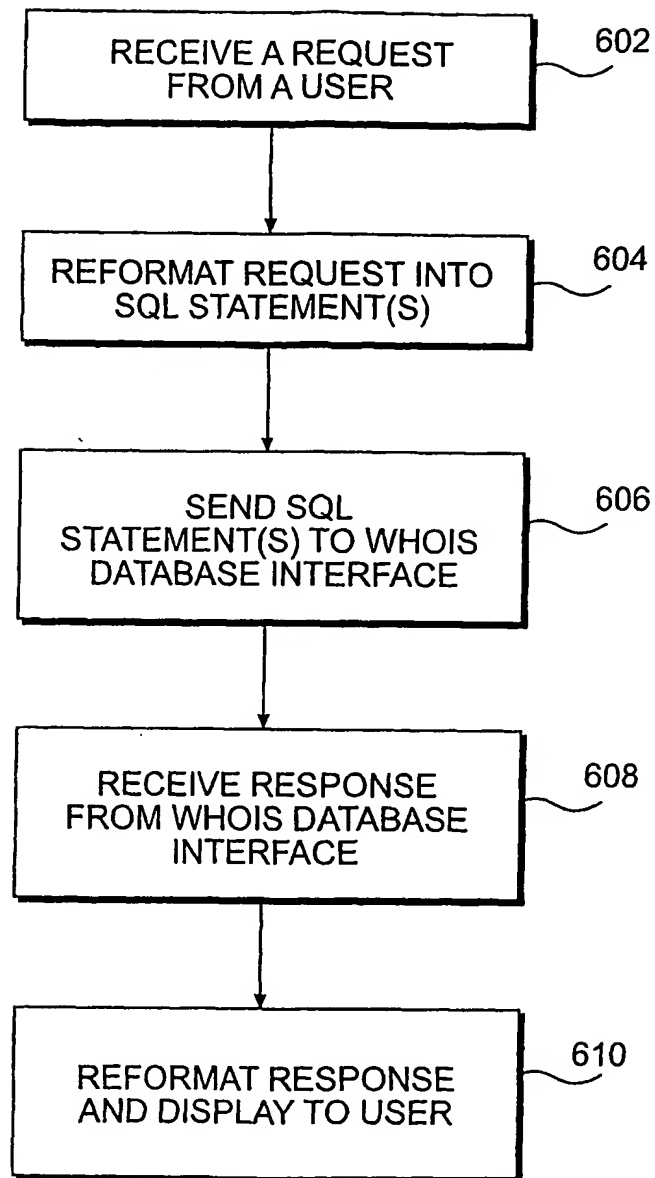 RECEIVE A REQUEST
FROM A USER
602
REFORMAT REQUEST INTO
SQL STATEMENT(S)
604
SEND SQL
STATEMENT(S) TO WHOIS
DATABASE INTERFACE
606
RECEIVE RESPONSE
FROM WHOIS DATABASE
INTERFACE
608
REFORMAT RESPONSE
AND DISPLAY TO USER
610